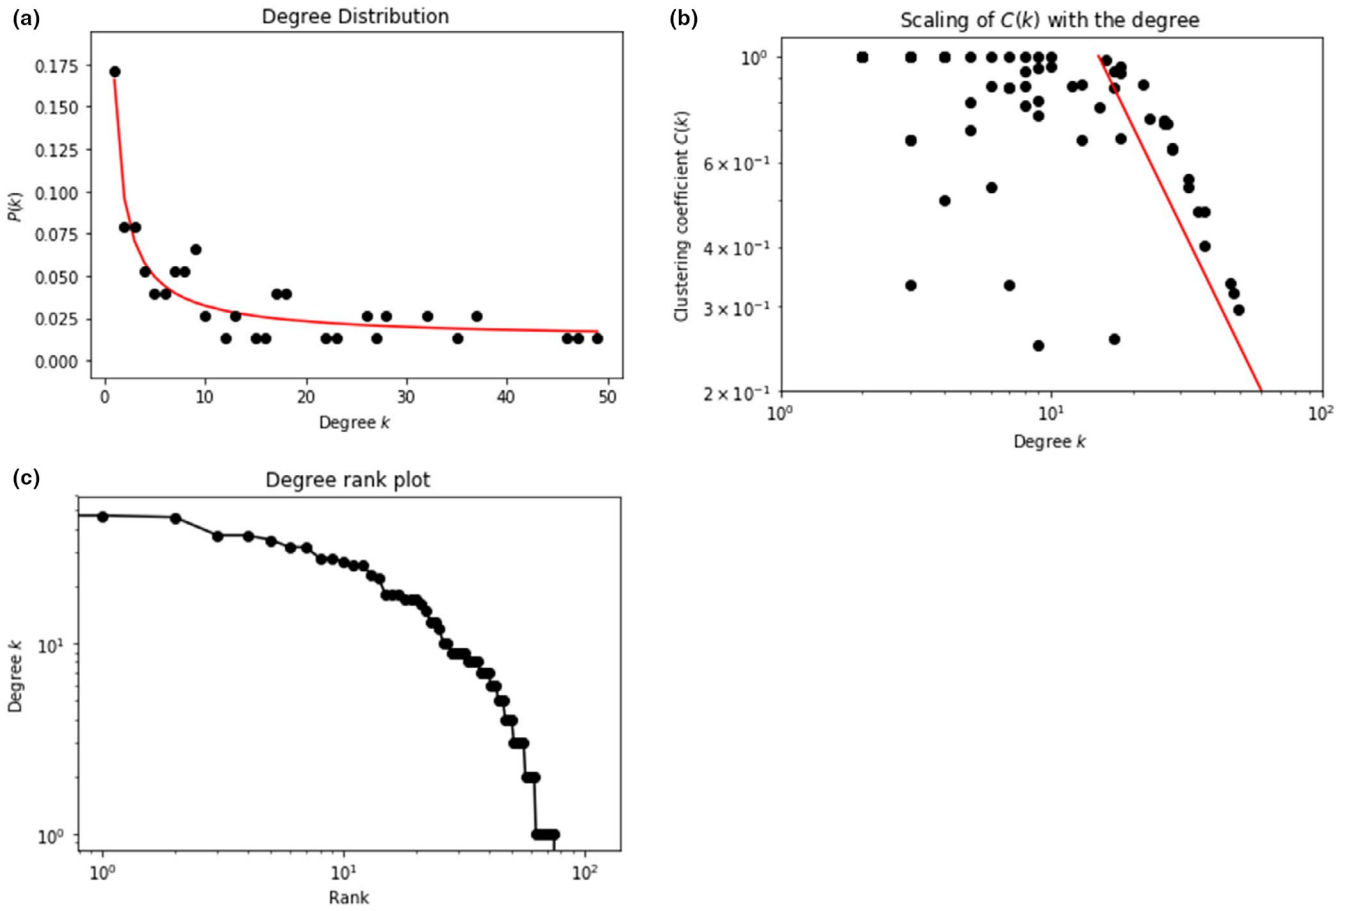 (a)
Degree Distribution
0.175
0.150
0.125
0.100
0.075
0.050
0.025
0.000
P(k)
0 10 20 30 40 50
Degree k
(b)
Scaling of C(k) with the degree
10⁰
6 × 10⁻¹
4 × 10⁻¹
3 × 10⁻¹
2 × 10⁻¹
Clustering coefficient C(k)
10⁰ 10¹ 10²
Degree k
(c)
Degree rank plot
10¹
10⁰
Degree k
10⁰ 10¹ 10²
Rank